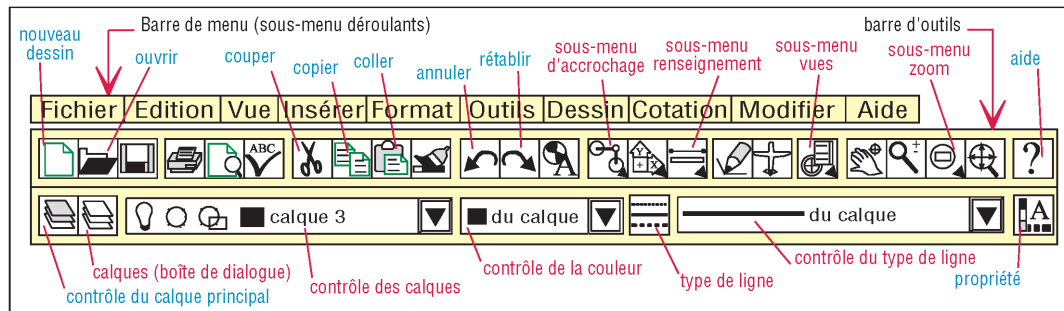 nouveau
dessin
Barre de menu (sous-menu déroulants)
ouvrir
couper
copier
coller
annuler
rétablir
sous-menu
d'accrochage
sous-menu
renseignement
sous-menu
vues
barre d'outils
sous-menu
zoom
aide
Fichier Edition Vue Insérer Format Outils Dessin Cotation Modifier Aide
ABC
A
Y
X
+
-
?
calque 3
du calque
du calque
A
calques (boîte de dialogue)
contrôle du calque principal
contrôle des calques
contrôle de la couleur
type de ligne
contrôle du type de ligne
propriété